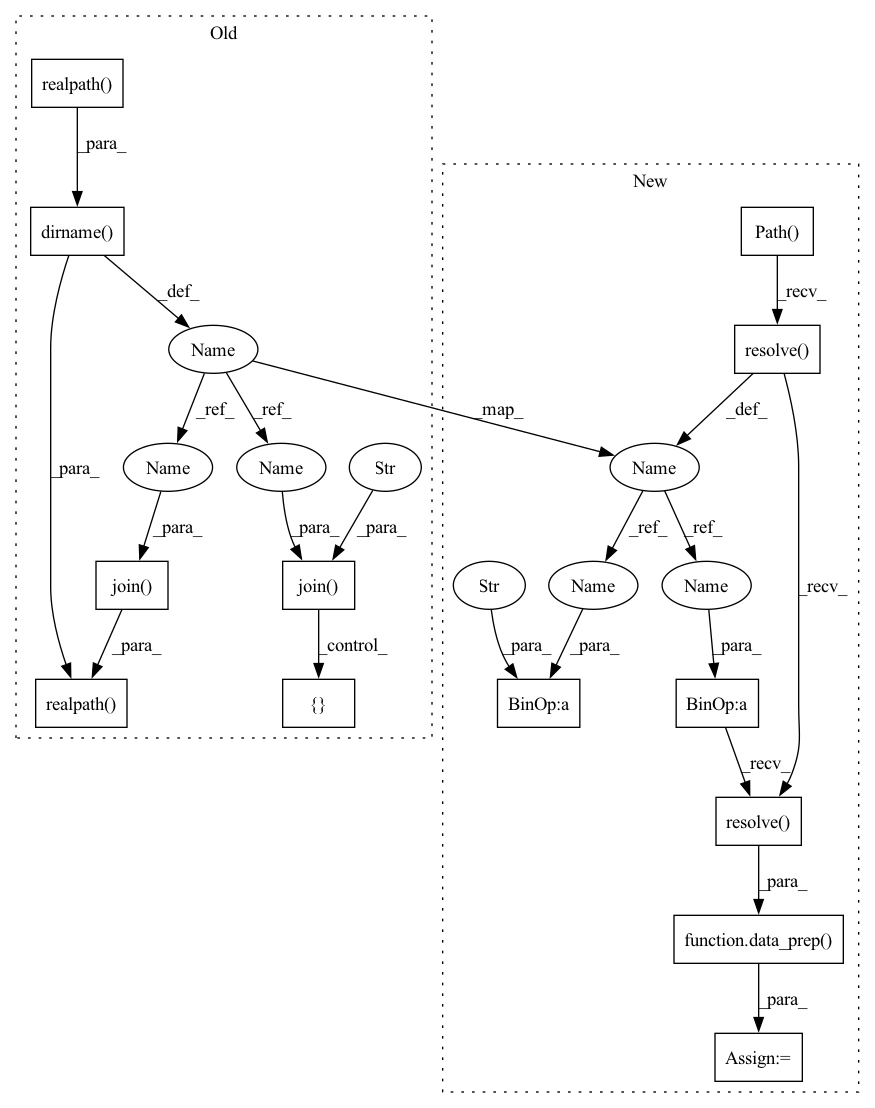 Old
realpath()
_para_
New
dirname()
Path()
_def_
_recv_
Name
resolve()
_ref_
_ref_
_map_
_def_
_para_
Name
Name
Str
Name
_para_
_para_
_para_
_ref_
_ref_
_recv_
join()
join()
Str
Name
Name
_para_
_control_
_para_
_para_
_para_
realpath()
{}
BinOp:a
BinOp:a
_recv_
resolve()
_para_
function.data_prep()
_para_
Assign:=